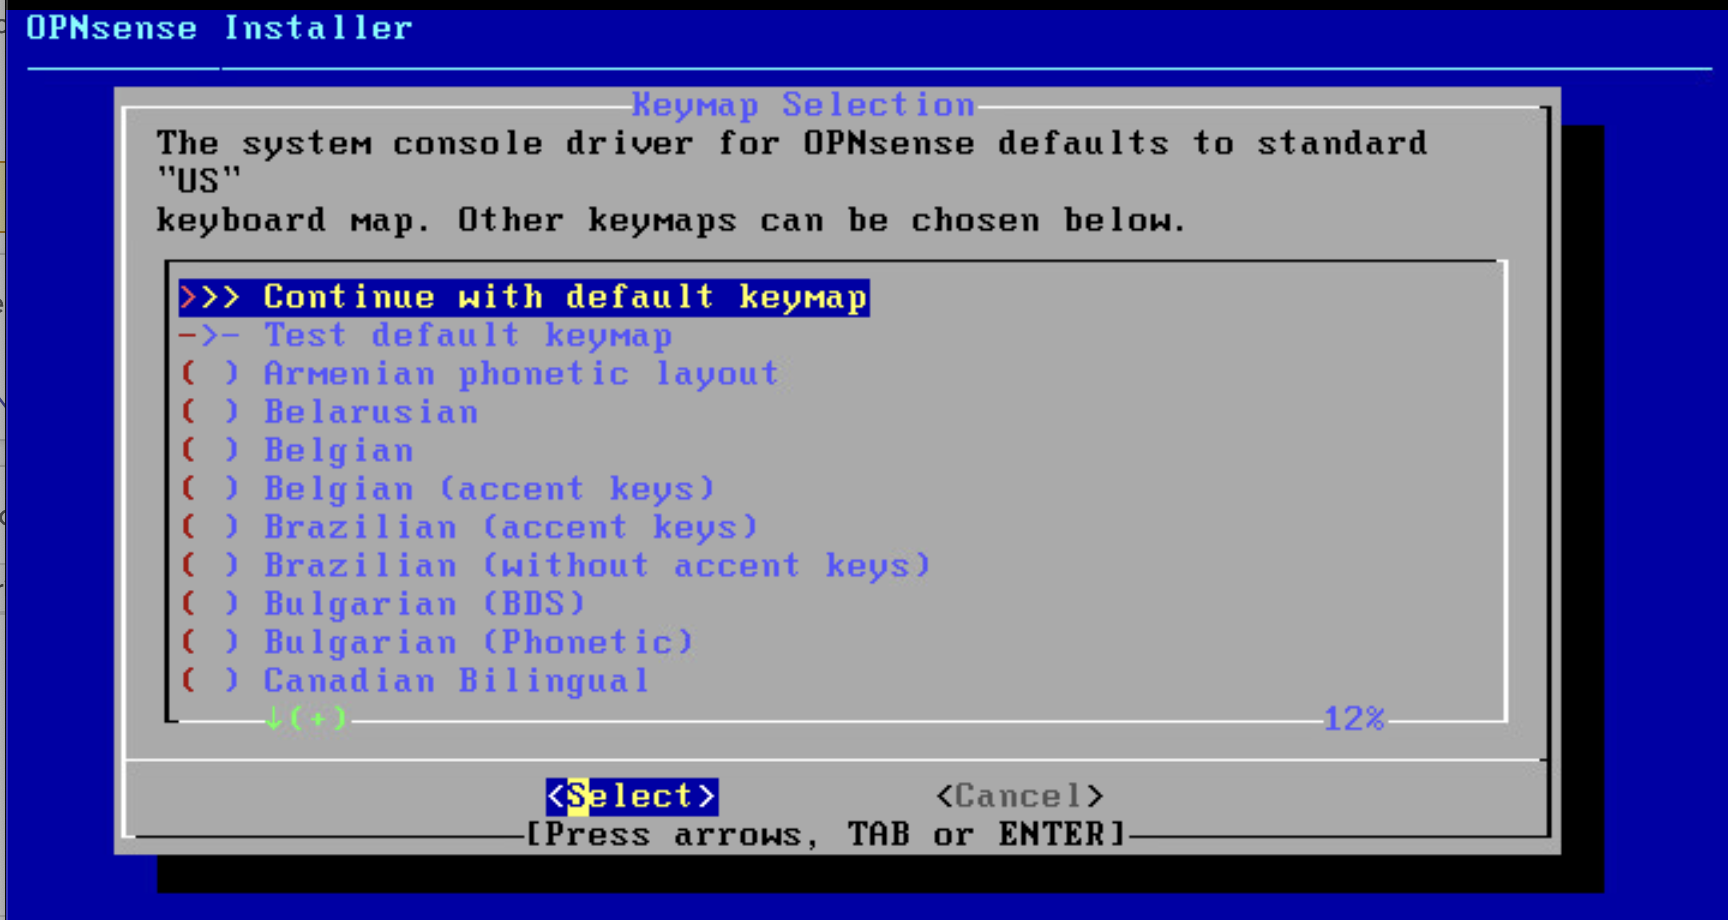 OPNsense Installer
Keymap Selection
The system console driver for OPNsense defaults to standard
"US"
keyboard map. Other keymaps can be chosen below.
>>> Continue with default keymap
->- Test default keymap
( ) Armenian phonetic layout
( ) Belarusian
( ) Belgian
( ) Belgian (accent keys)
( ) Brazilian (accent keys)
( ) Brazilian (without accent keys)
( ) Bulgarian (BDS)
( ) Bulgarian (Phonetic)
( ) Canadian Bilingual
↓(+) 12%
<Select> <Cancel>
[Press arrows, TAB or ENTER]